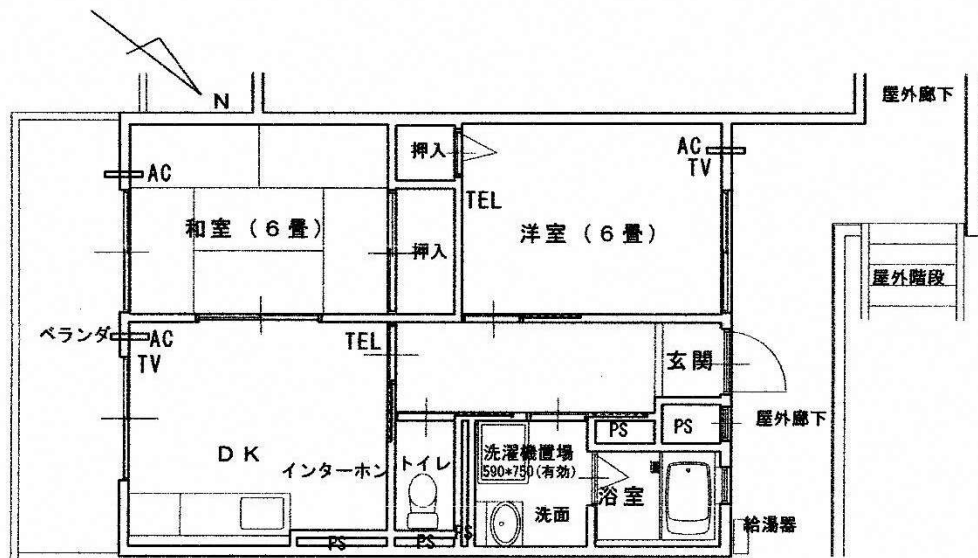 N
屋外廊下
押入
AC
TV
AC
TEL
和室(6畳)
洋室(6畳)
押入
屋外階段
ベランダ
AC
TV
TEL
玄関
屋外廊下
PS
PS
DK
インターホン
トイレ
洗濯機置場
590*750(有効)
浴室
洗面
給湯器
PS
PS
PS